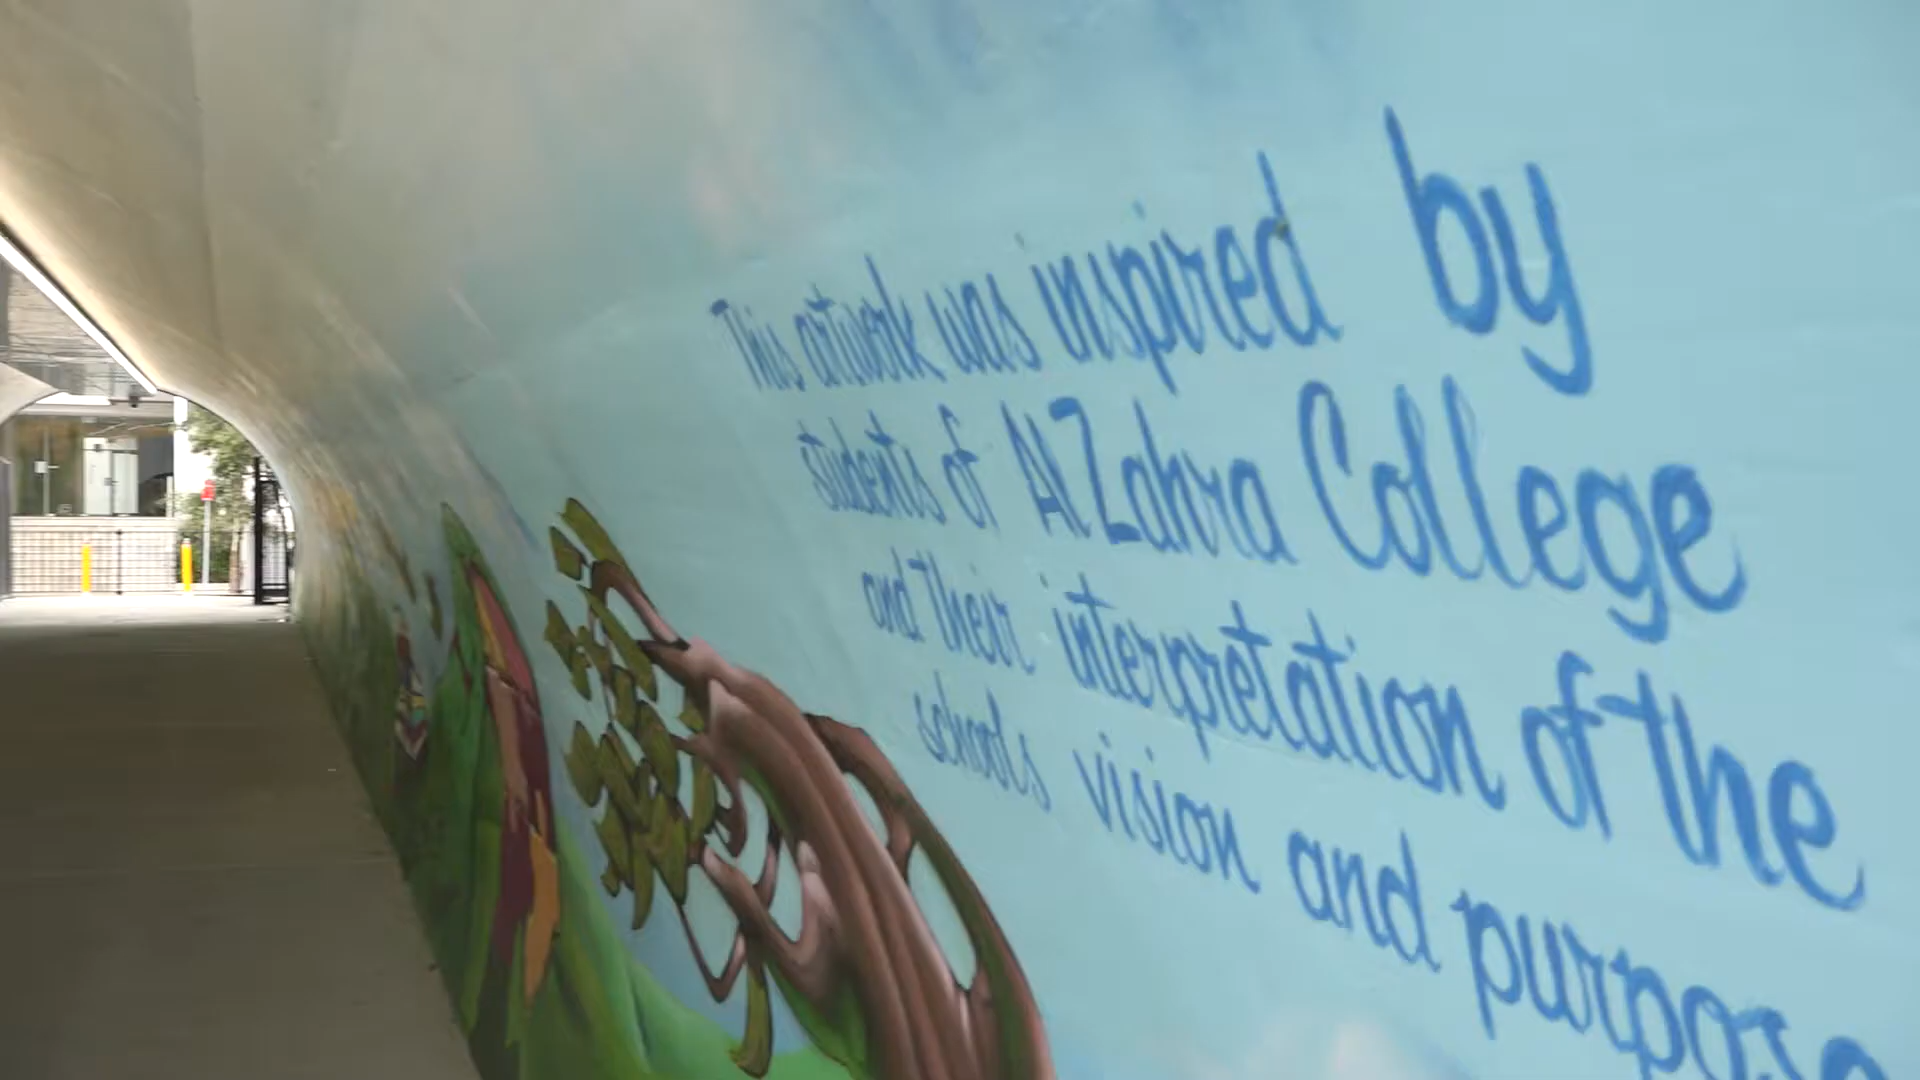 This artwork was inspired by
students of Al Zahra College
and their interpretation of the
schools vision and purpose